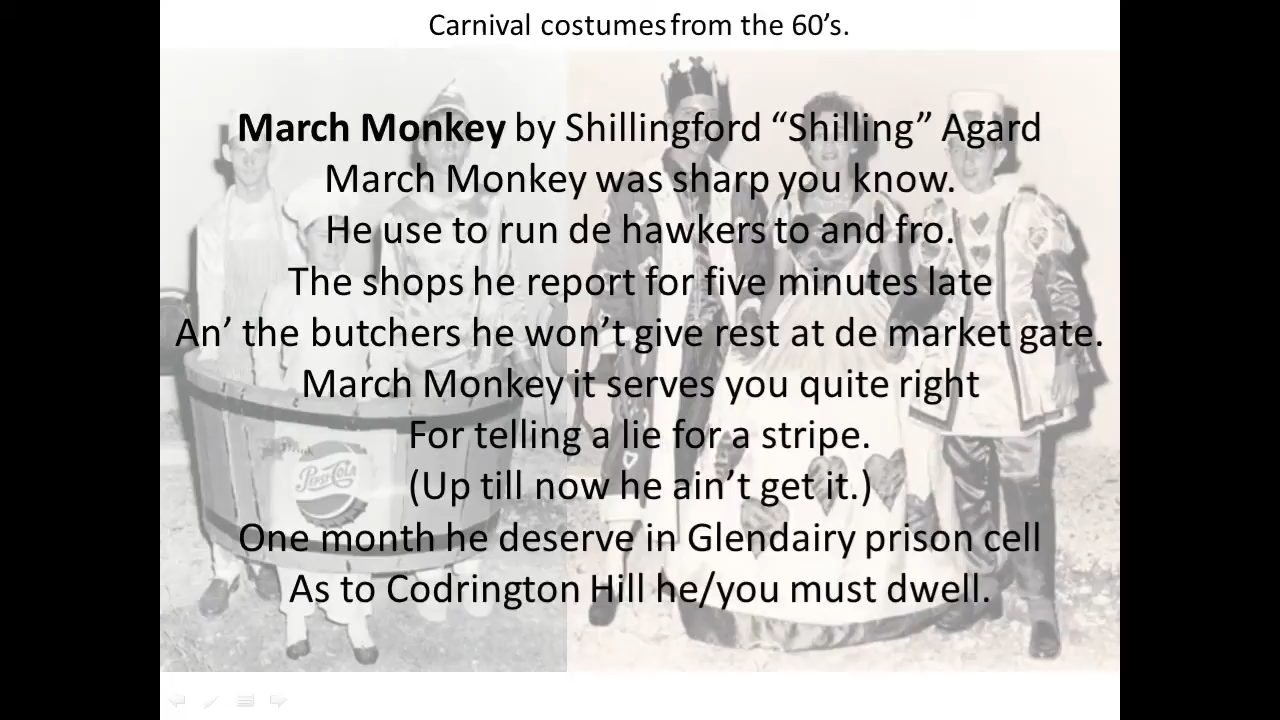 Carnival costumes from the 60’s.
March Monkey by Shillingford “Shilling” Agard
March Monkey was sharp you know.
He use to run de hawkers to and fro.
The shops he report for five minutes late
An’ the butchers he won’t give rest at de market gate.
March Monkey it serves you quite right
For telling a lie for a stripe.
(Up till now he ain’t get it.)
One month he deserve in Glendairy prison cell
As to Codrington Hill he/you must dwell.
Drink
Pepsi-Cola